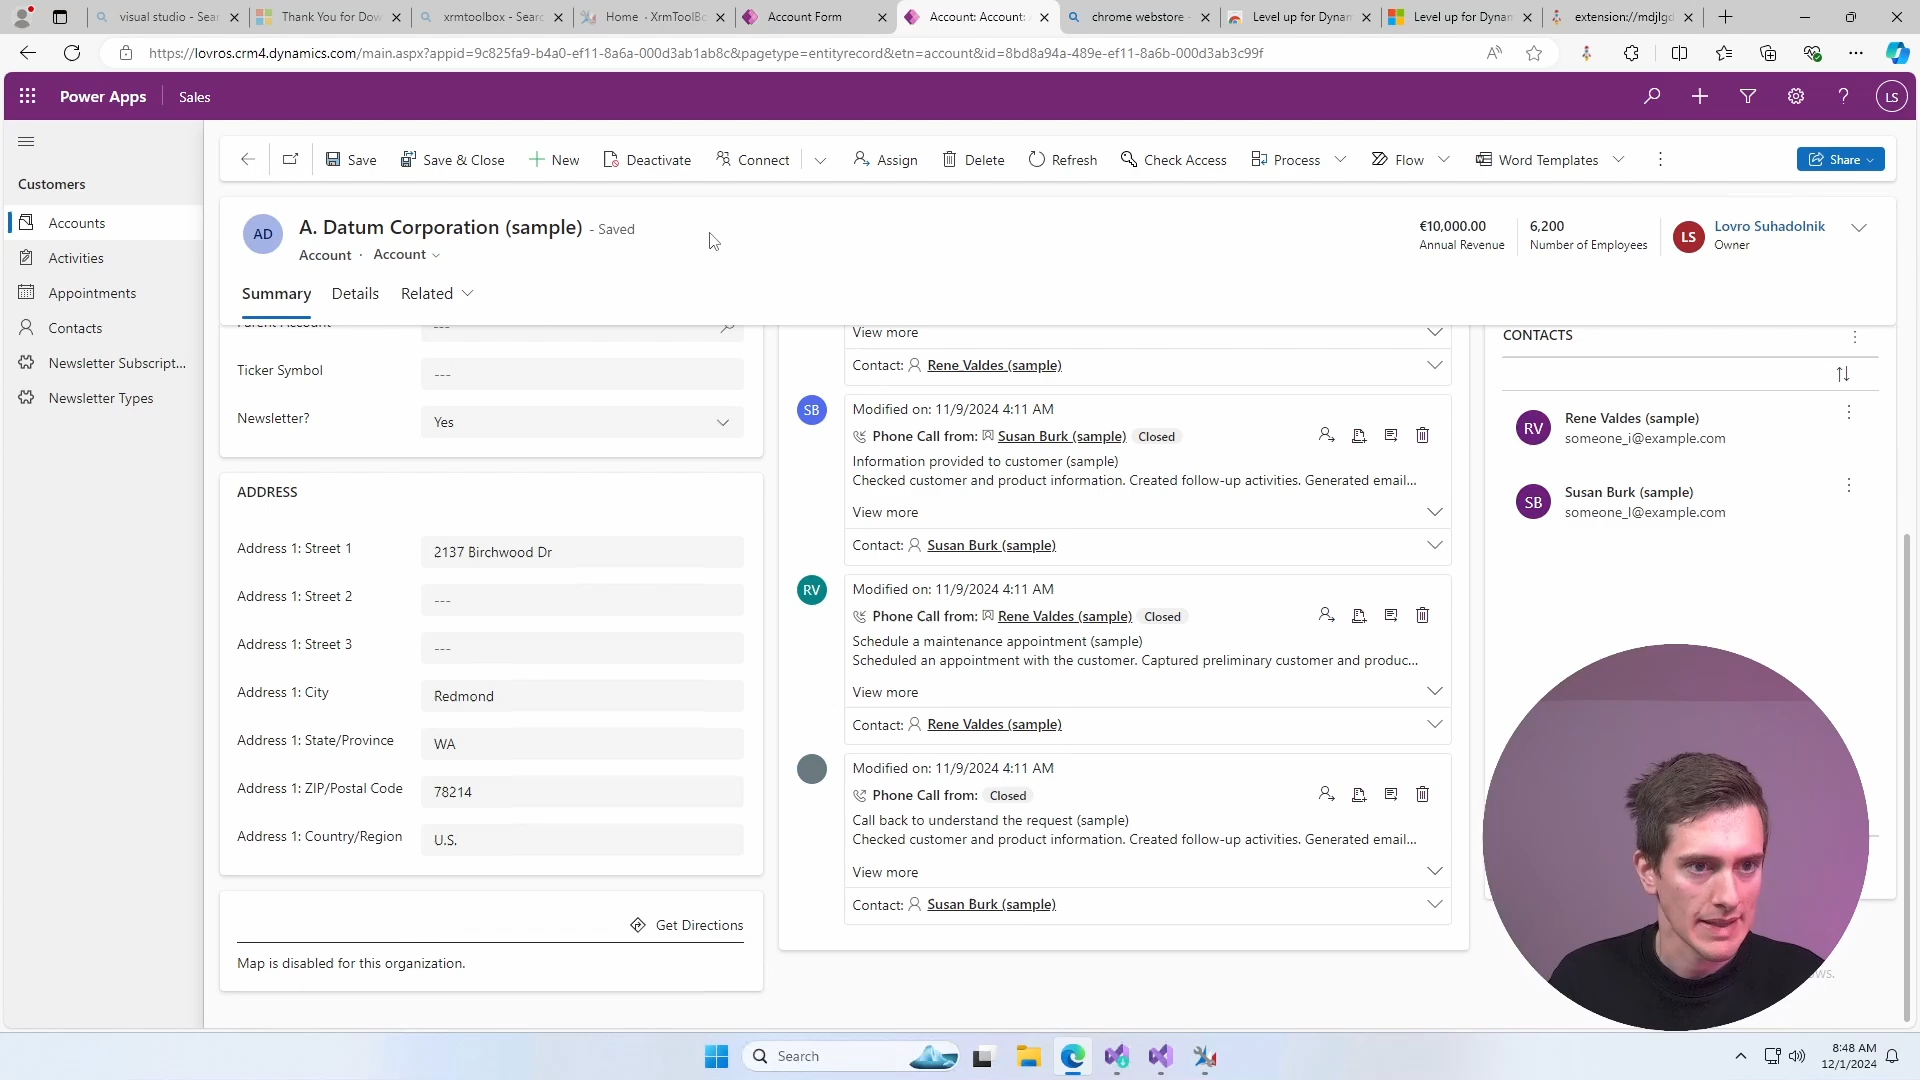 visual studio - Sear
Thank You for Dow
xrmtoolbox - Searc
Home · XrmToolBo
Account Form
Account: Account:
chrome webstore -
Level up for Dynam
Level up for Dynam
extension://mdjlgd
https://lovros.crm4.dynamics.com/main.aspx?appid=9c825fa9-b4a0-ef11-8a6a-000d3ab1ab8c&pagetype=entityrecord&etn=account&id=8bd8a94a-489e-ef11-8a6b-000d3ab3c99f
Power Apps
Sales
LS
Save
Save & Close
New
Deactivate
Connect
Assign
Delete
Refresh
Check Access
Process
Flow
Word Templates
Share
Customers
Accounts
Activities
Appointments
Contacts
Newsletter Subscript...
Newsletter Types
AD
A. Datum Corporation (sample) - Saved
Account · Account
€10,000.00
Annual Revenue
6,200
Number of Employees
LS
Lovro Suhadolnik
Owner
Summary
Details
Related
Parent Account
---
Ticker Symbol
---
Newsletter?
Yes
ADDRESS
Address 1: Street 1
2137 Birchwood Dr
Address 1: Street 2
---
Address 1: Street 3
---
Address 1: City
Redmond
Address 1: State/Province
WA
Address 1: ZIP/Postal Code
78214
Address 1: Country/Region
U.S.
Get Directions
Map is disabled for this organization.
View more
Contact: Rene Valdes (sample)
SB
Modified on: 11/9/2024 4:11 AM
Phone Call from: Susan Burk (sample) Closed
Information provided to customer (sample)
Checked customer and product information. Created follow-up activities. Generated email...
View more
Contact: Susan Burk (sample)
RV
Modified on: 11/9/2024 4:11 AM
Phone Call from: Rene Valdes (sample) Closed
Schedule a maintenance appointment (sample)
Scheduled an appointment with the customer. Captured preliminary customer and produc...
View more
Contact: Rene Valdes (sample)
Modified on: 11/9/2024 4:11 AM
Phone Call from: Closed
Call back to understand the request (sample)
Checked customer and product information. Created follow-up activities. Generated email...
View more
Contact: Susan Burk (sample)
CONTACTS
RV
Rene Valdes (sample)
someone_i@example.com
SB
Susan Burk (sample)
someone_l@example.com
ows.
Search
8:48 AM
12/1/2024